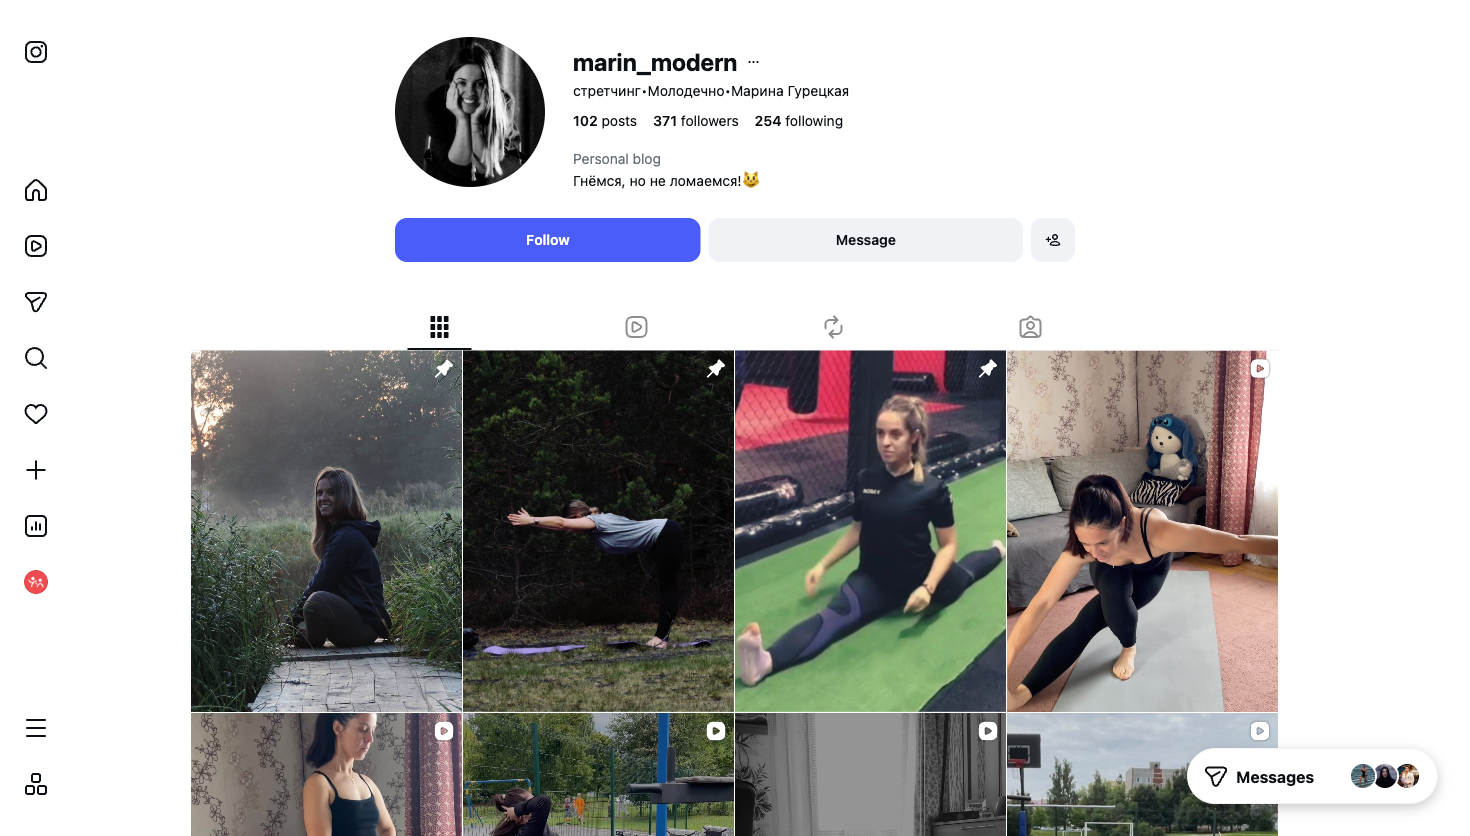 marin_modern ...
стретчинг•Молодечно•Марина Гурецкая
102 posts 371 followers 254 following
Personal blog
Гнёмся, но не ломаемся!😼
Follow
Message
Messages